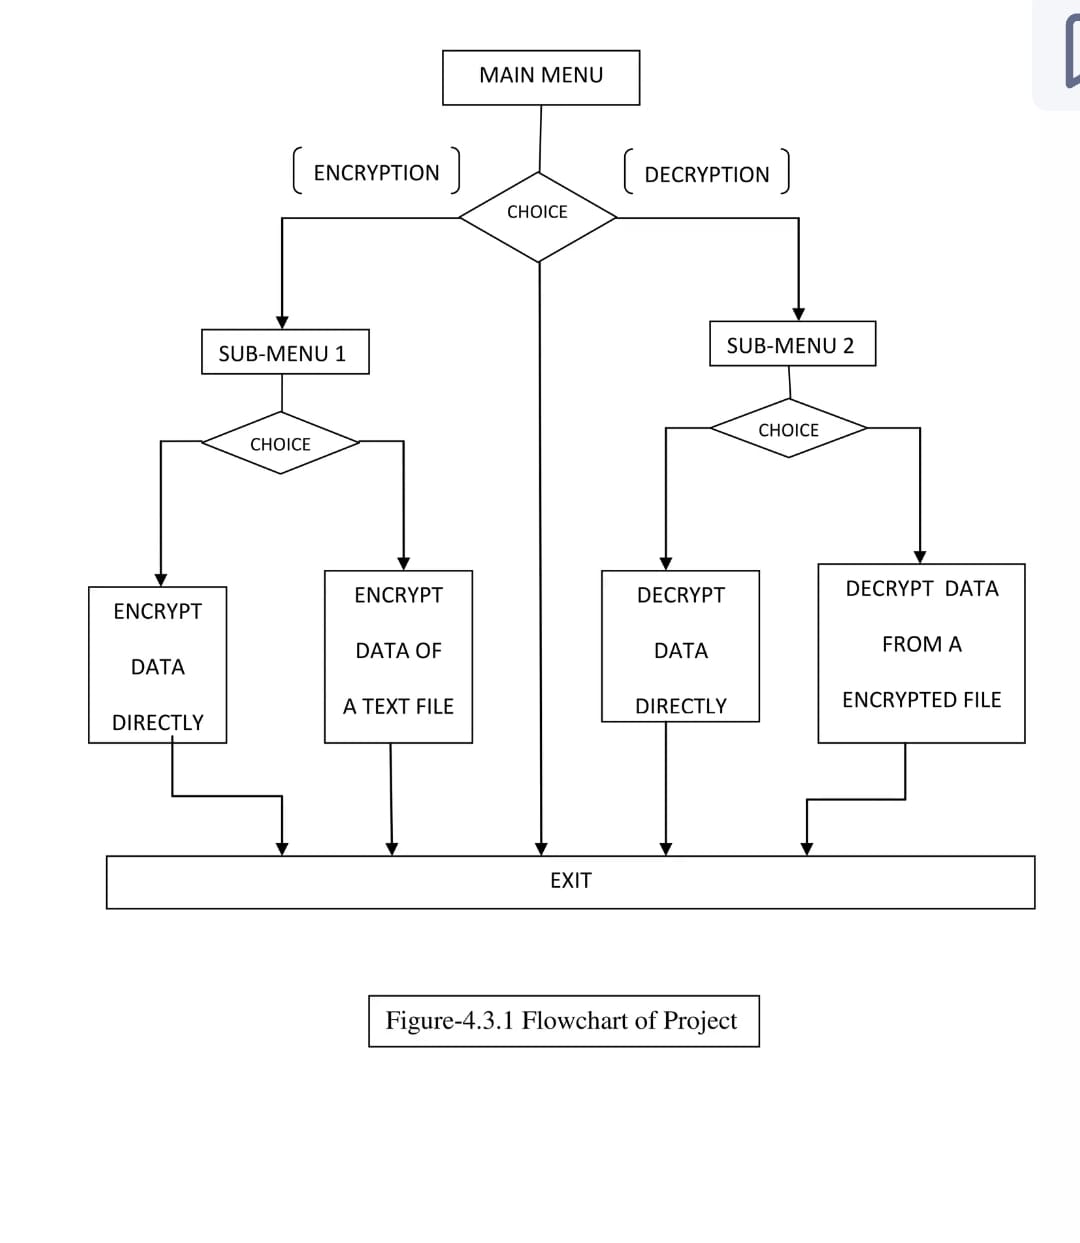 MAIN MENU
ENCRYPTION
DECRYPTION
CHOICE
SUB-MENU 1
SUB-MENU 2
CHOICE
CHOICE
ENCRYPT
DATA
DIRECTLY
ENCRYPT
DATA OF
A TEXT FILE
DECRYPT
DATA
DIRECTLY
DECRYPT DATA
FROM A
ENCRYPTED FILE
EXIT
Figure-4.3.1 Flowchart of Project